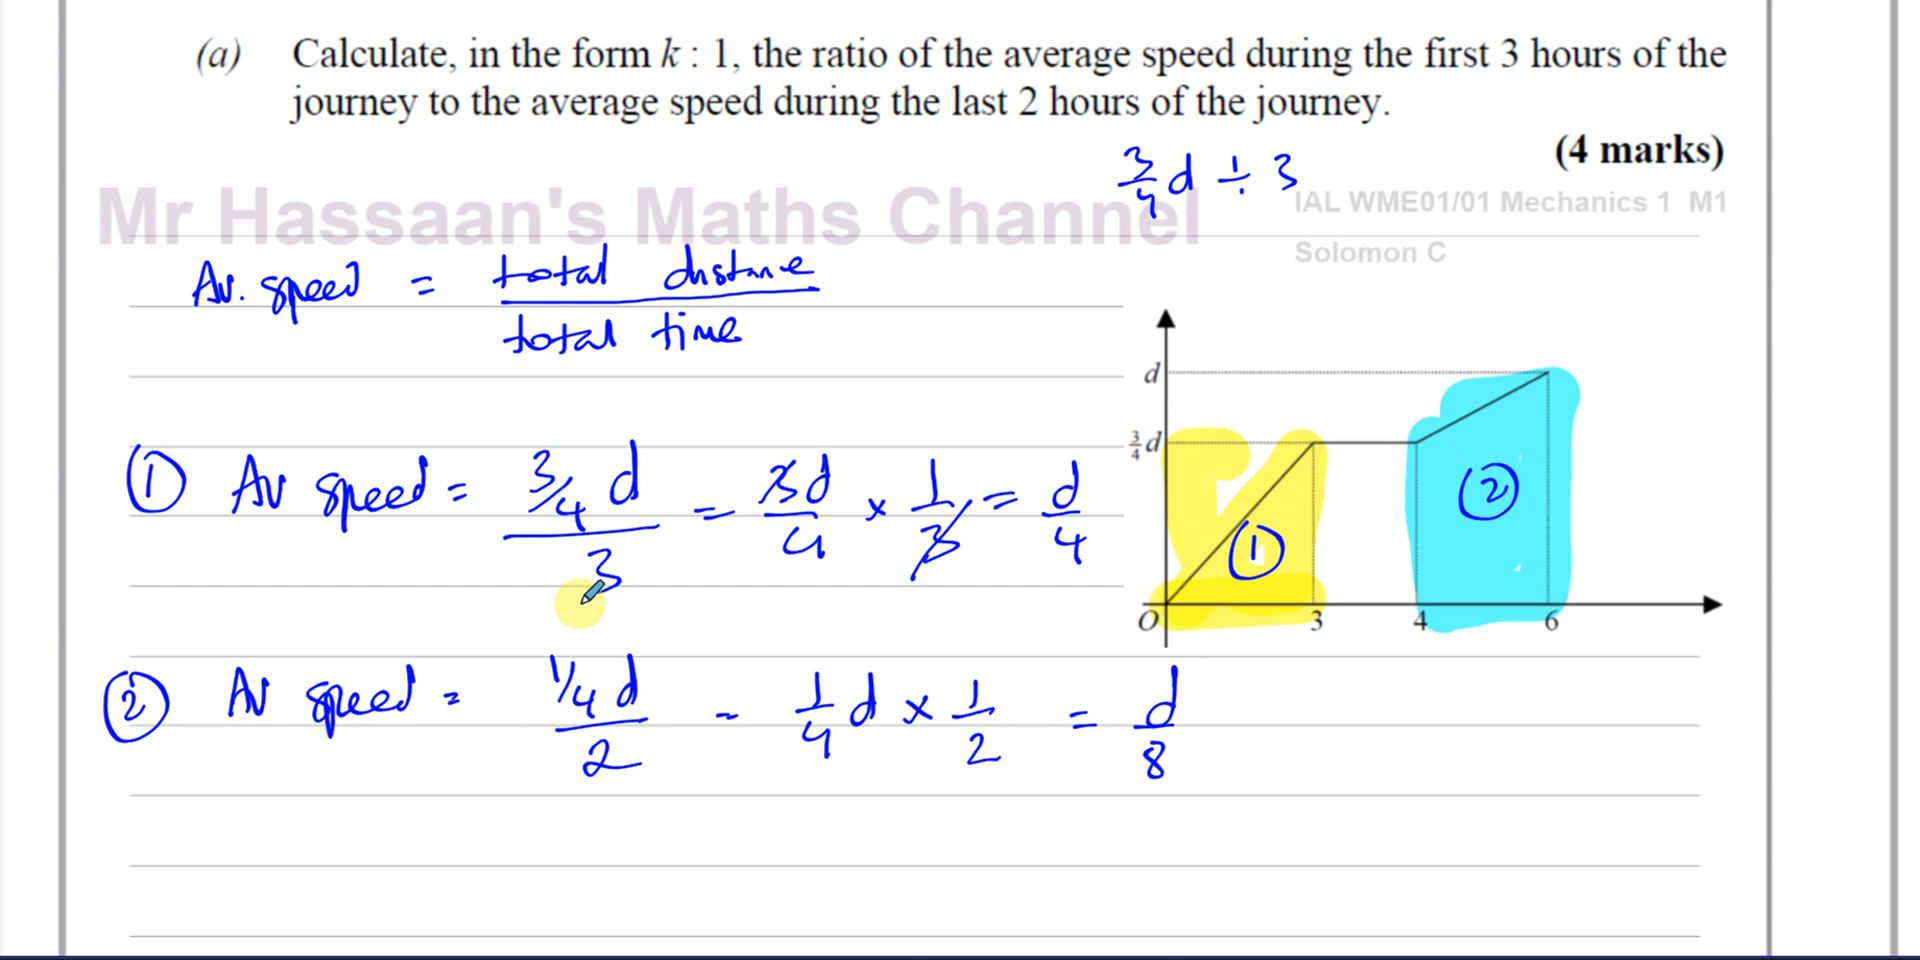 (a) Calculate, in the form k : 1, the ratio of the average speed during the first 3 hours of the
journey to the average speed during the last 2 hours of the journey.
(4 marks)
3/4 d ÷ 3
Mr Hassaan's Maths Channel
IAL WME01/01 Mechanics 1 M1
Solomon C
Av. speed = total distance / total time
d
3/4 d
① Av speed = 3/4 d / 3 = 3d/4 × 1/3 = d/4
②
①
O 3 4 6
② Av speed = 1/4 d / 2 = 1/4 d × 1/2 = d/8